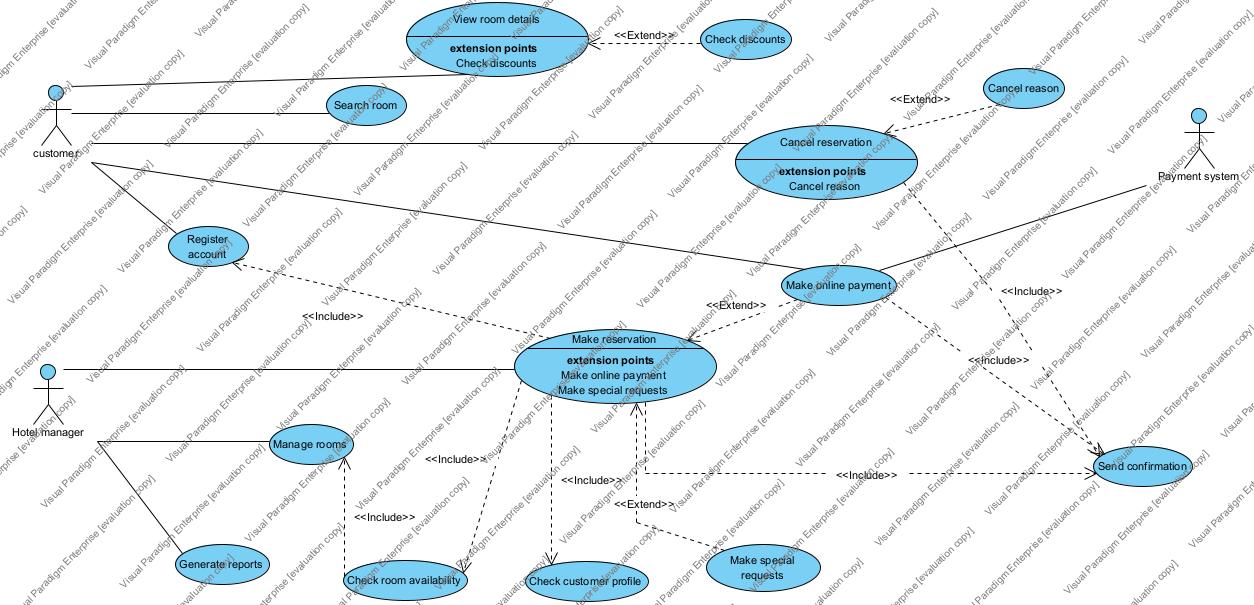 View room details
extension points
Check discounts
<<Extend>>
Check discounts
Search room
customer
Cancel reason
<<Extend>>
Cancel reservation
extension points
Cancel reason
Payment system
Register
account
<<Include>>
Make online payment
<<Extend>>
<<Include>>
<<Include>>
Make reservation
extension points
Make online payment
Make special requests
Hotel manager
Manage rooms
<<Include>>
<<Include>>
<<Include>>
<<Include>>
<<Extend>>
Send confirmation
Generate reports
Check room availability
Check customer profile
Make special
requests
Visual Paradigm Enterprise [evaluation copy]